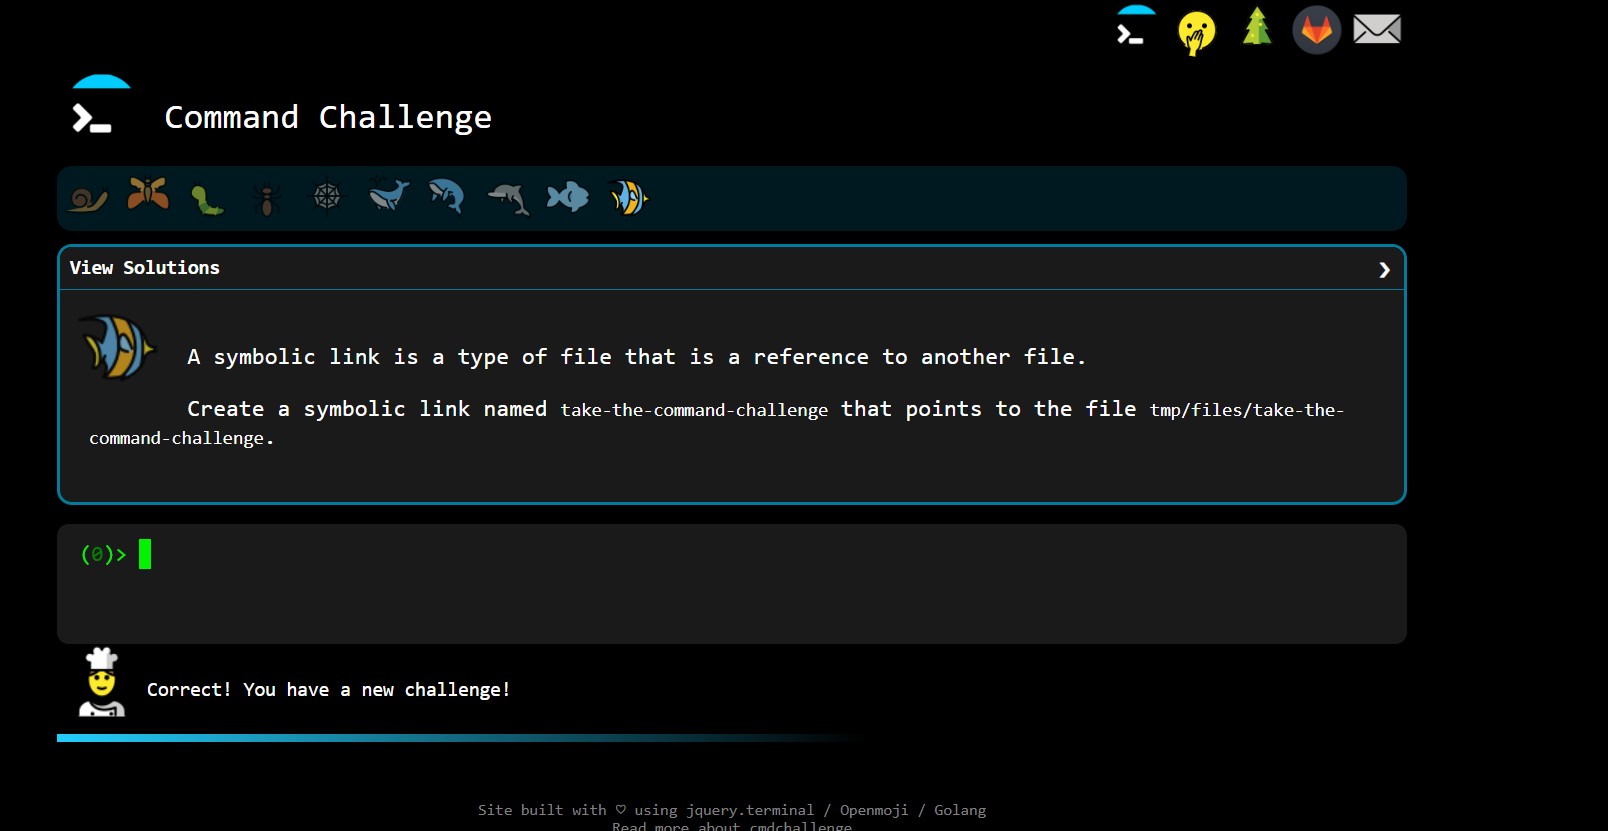 Command Challenge
View Solutions
A symbolic link is a type of file that is a reference to another file.
Create a symbolic link named take-the-command-challenge that points to the file tmp/files/take-the-
command-challenge.
(0)>
Correct! You have a new challenge!
Site built with ♡ using jquery.terminal / Openmoji / Golang
Read more about cmdchallenge